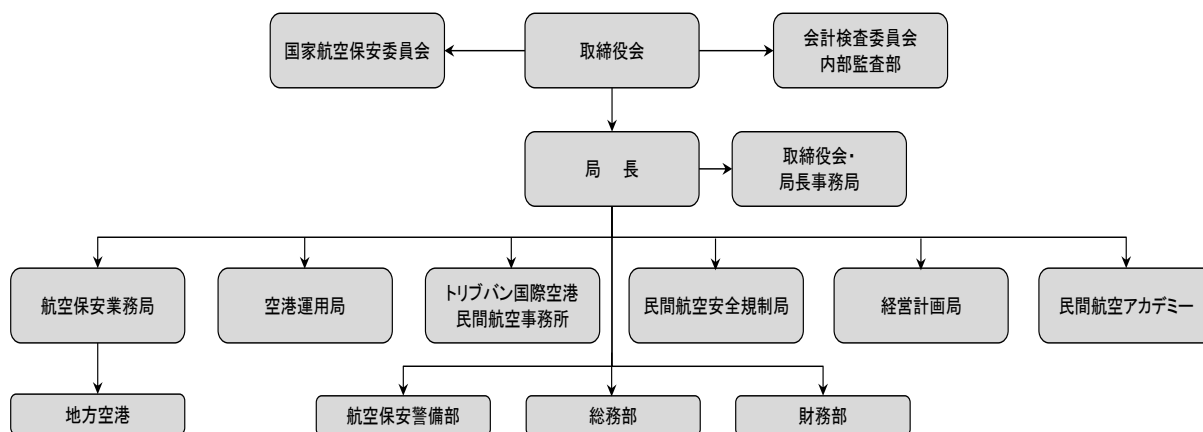 国家航空保安委員会
取締役会
会計検査委員会
内部監査部
局 長
取締役会・
局長事務局
航空保安業務局
空港運用局
トリブバン国際空港
民間航空事務所
民間航空安全規制局
経営計画局
民間航空アカデミー
地方空港
航空保安警備部
総務部
財務部